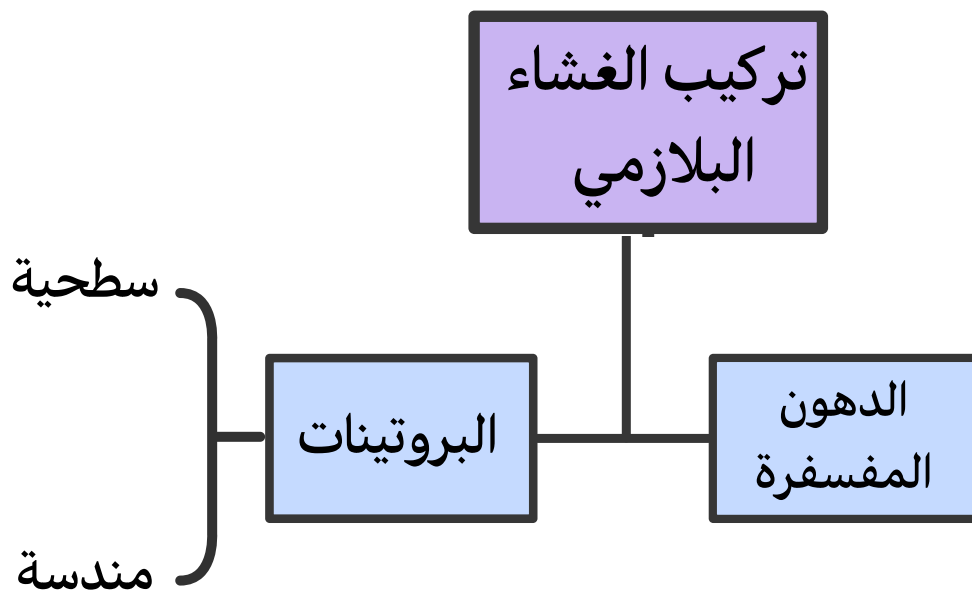 تركيب الغشاء
البلازمي
الدهون
المفسفرة
البروتينات
سطحية
مندسة